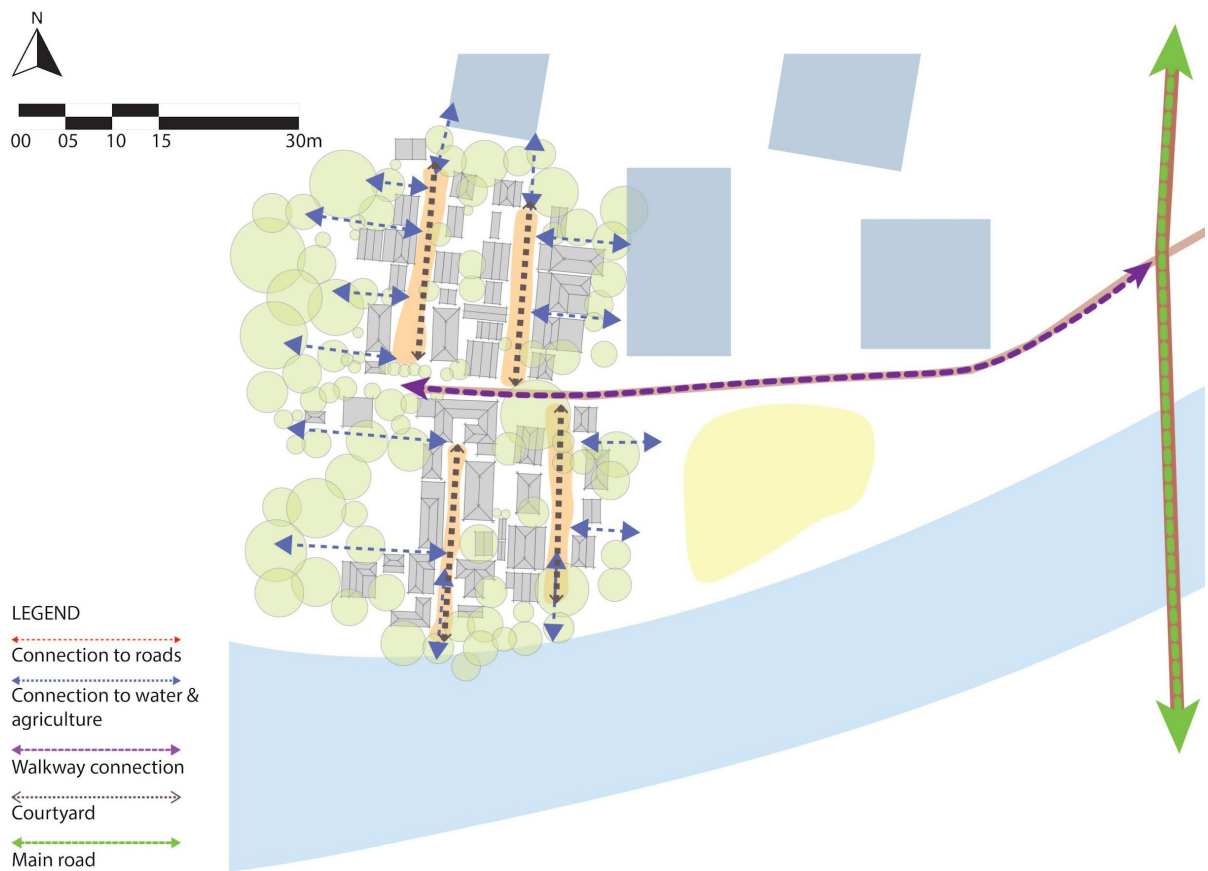 N
00 05 10 15 30m
LEGEND
Connection to roads
Connection to water &
agriculture
Walkway connection
Courtyard
Main road